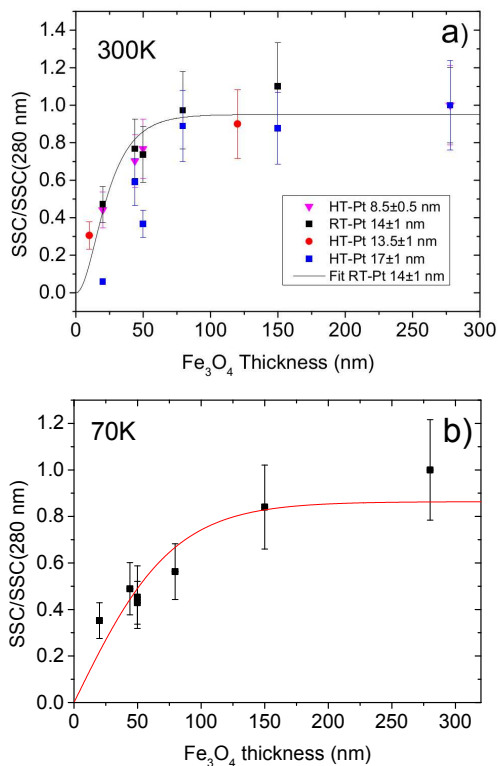 300K
a)
SSC/SSC(280 nm)
1.4
1.2
1.0
0.8
0.6
0.4
0.2
0.0
HT-Pt 8.5±0.5 nm
RT-Pt 14±1 nm
HT-Pt 13.5±1 nm
HT-Pt 17±1 nm
Fit RT-Pt 14±1 nm
0 50 100 150 200 250 300
Fe₃O₄ Thickness (nm)
70K
b)
SSC/SSC(280 nm)
1.2
1.0
0.8
0.6
0.4
0.2
0.0
0 50 100 150 200 250 300
Fe₃O₄ thickness (nm)